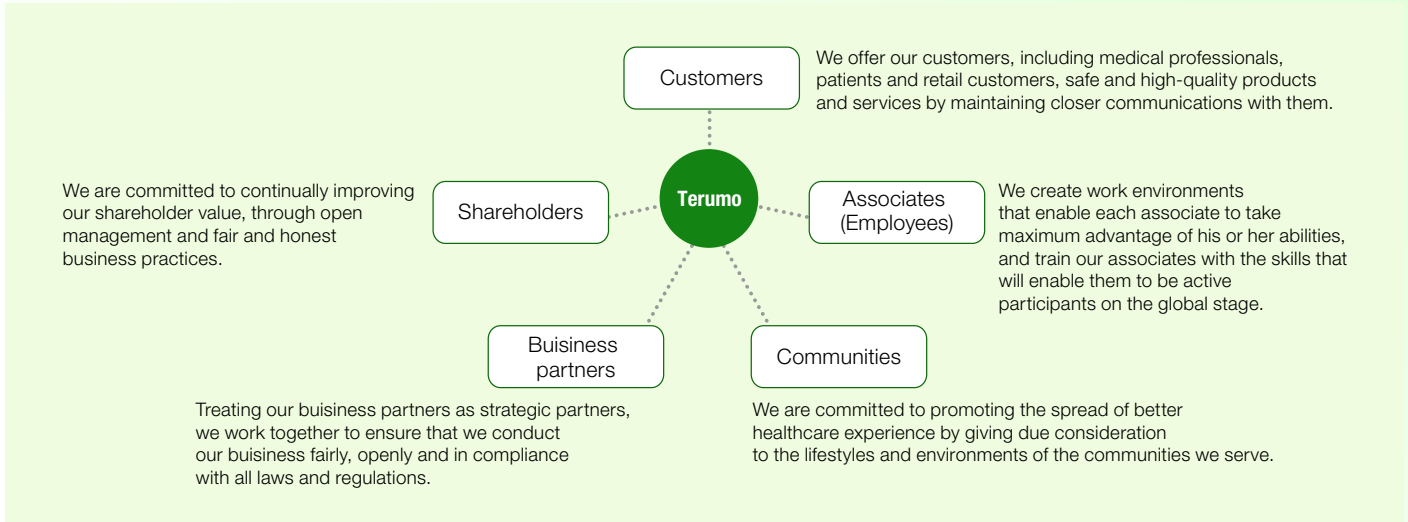 Customers
We offer our customers, including medical professionals,
patients and retail customers, safe and high-quality products
and services by maintaining closer communications with them.
Terumo
We are committed to continually improving
our shareholder value, through open
management and fair and honest
business practices.
Shareholders
Associates
(Employees)
We create work environments
that enable each associate to take
maximum advantage of his or her abilities,
and train our associates with the skills that
will enable them to be active
participants on the global stage.
Buisiness
partners
Treating our buisiness partners as strategic partners,
we work together to ensure that we conduct
our buisiness fairly, openly and in compliance
with all laws and regulations.
Communities
We are committed to promoting the spread of better
healthcare experience by giving due consideration
to the lifestyles and environments of the communities we serve.